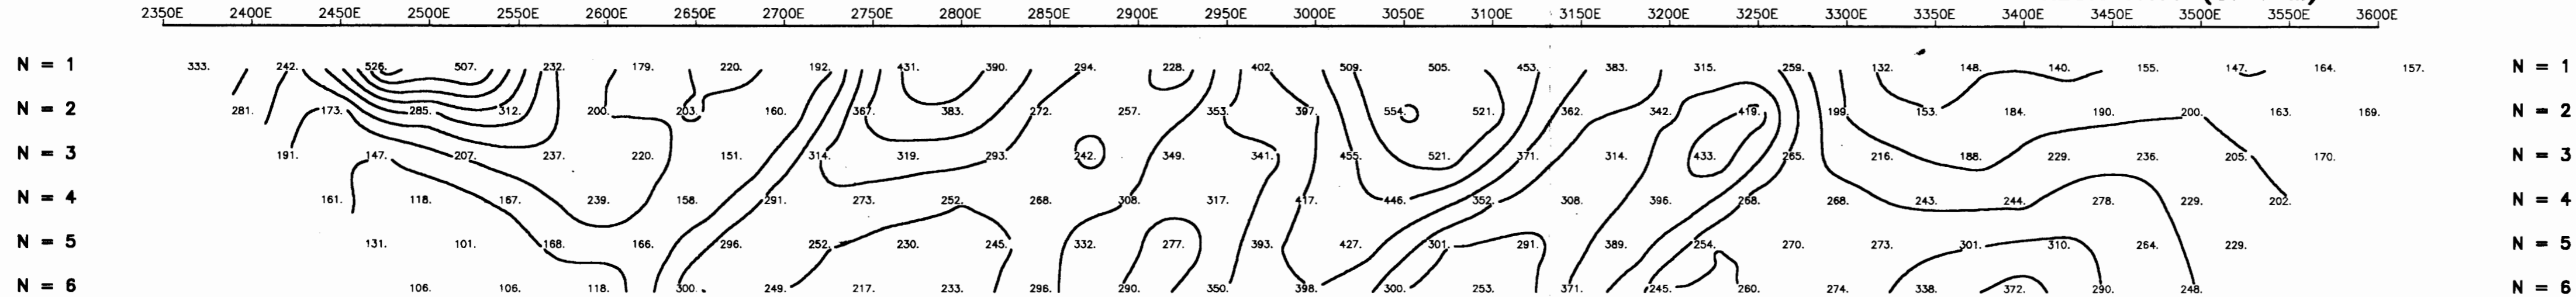 2350E 2400E 2450E 2500E 2550E 2600E 2650E 2700E 2750E 2800E 2850E 2900E 2950E 3000E 3050E 3100E 3150E 3200E 3250E 3300E 3350E 3400E 3450E 3500E 3550E 3600E
N = 1 333. 242. 526. 507. 232. 179. 220. 192. 431. 390. 294. 228. 402. 509. 505. 453. 383. 315. 259. 132. 148. 140. 155. 147. 164. 157. N = 1
N = 2 281. 173. 285. 312. 200. 203. 160. 367. 383. 272. 257. 353. 397. 554. 521. 362. 342. 419. 199. 153. 184. 190. 200. 163. 169. N = 2
N = 3 191. 147. 207. 237. 220. 151. 314. 319. 293. 242. 349. 341. 455. 521. 371. 314. 433. 265. 216. 188. 229. 236. 205. 170. N = 3
N = 4 161. 118. 167. 239. 158. 291. 273. 252. 268. 308. 317. 417. 446. 352. 308. 396. 268. 268. 243. 244. 278. 229. 202. N = 4
N = 5 131. 101. 168. 166. 296. 252. 230. 245. 332. 277. 393. 427. 301. 291. 389. 254. 270. 273. 301. 310. 264. 229. N = 5
N = 6 106. 106. 118. 300. 249. 217. 233. 296. 290. 350. 398. 300. 253. 371. 245. 260. 274. 338. 372. 290. 248. N = 6